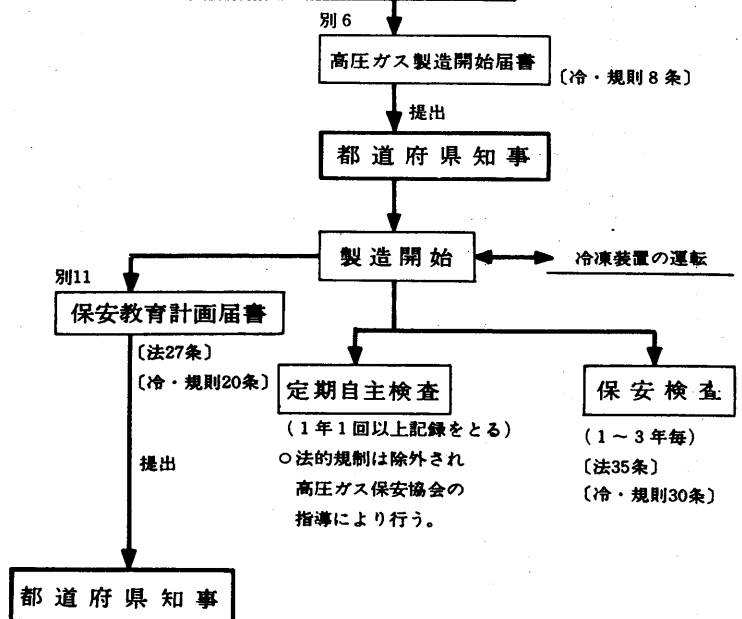 別6
高圧ガス製造開始届書
〔冷・規則8条〕
提出
都道府県知事
製造開始
冷凍装置の運転
別11
保安教育計画届書
〔法27条〕
〔冷・規則20条〕
定期自主検査
保安検査
(1年1回以上記録をとる)
(1～3年毎)
○法的規制は除外され
〔法35条〕
高圧ガス保安協会の
〔冷・規則30条〕
指導により行う。
提出
都道府県知事